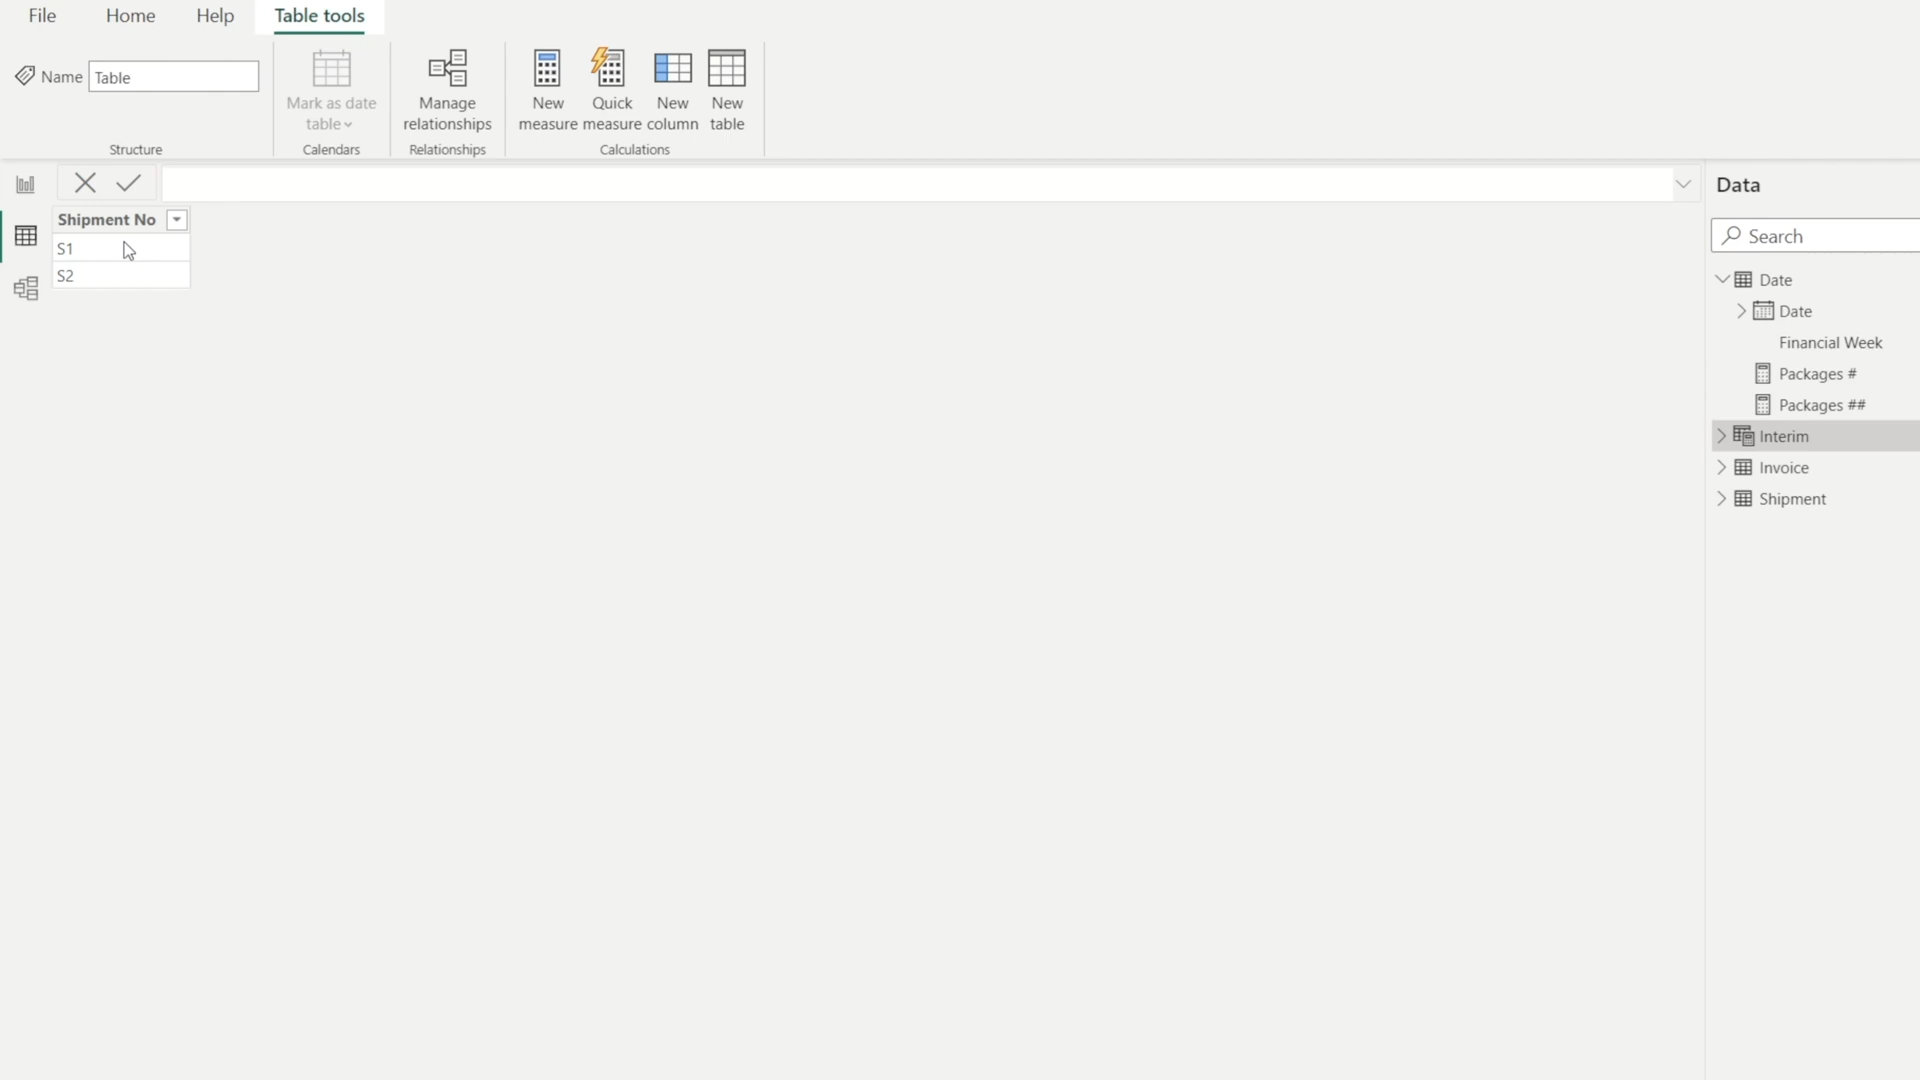 File Home Help Table tools
Name Table
Mark as date
table
Manage
relationships
New
measure
Quick
measure
New
column
New
table
Structure Calendars Relationships Calculations
Shipment No
S1
S2
Data
Search
Date
Date
Financial Week
Packages #
Packages ##
Interim
Invoice
Shipment